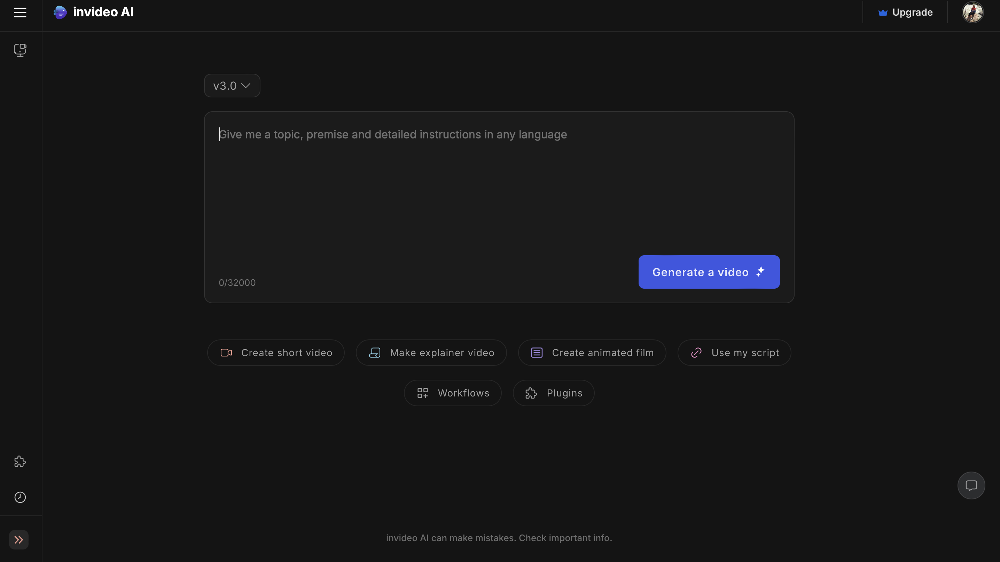 invideo AI
Upgrade
v3.0
Give me a topic, premise and detailed instructions in any language
0/32000
Generate a video
Create short video
Make explainer video
Create animated film
Use my script
Workflows
Plugins
invideo AI can make mistakes. Check important info.